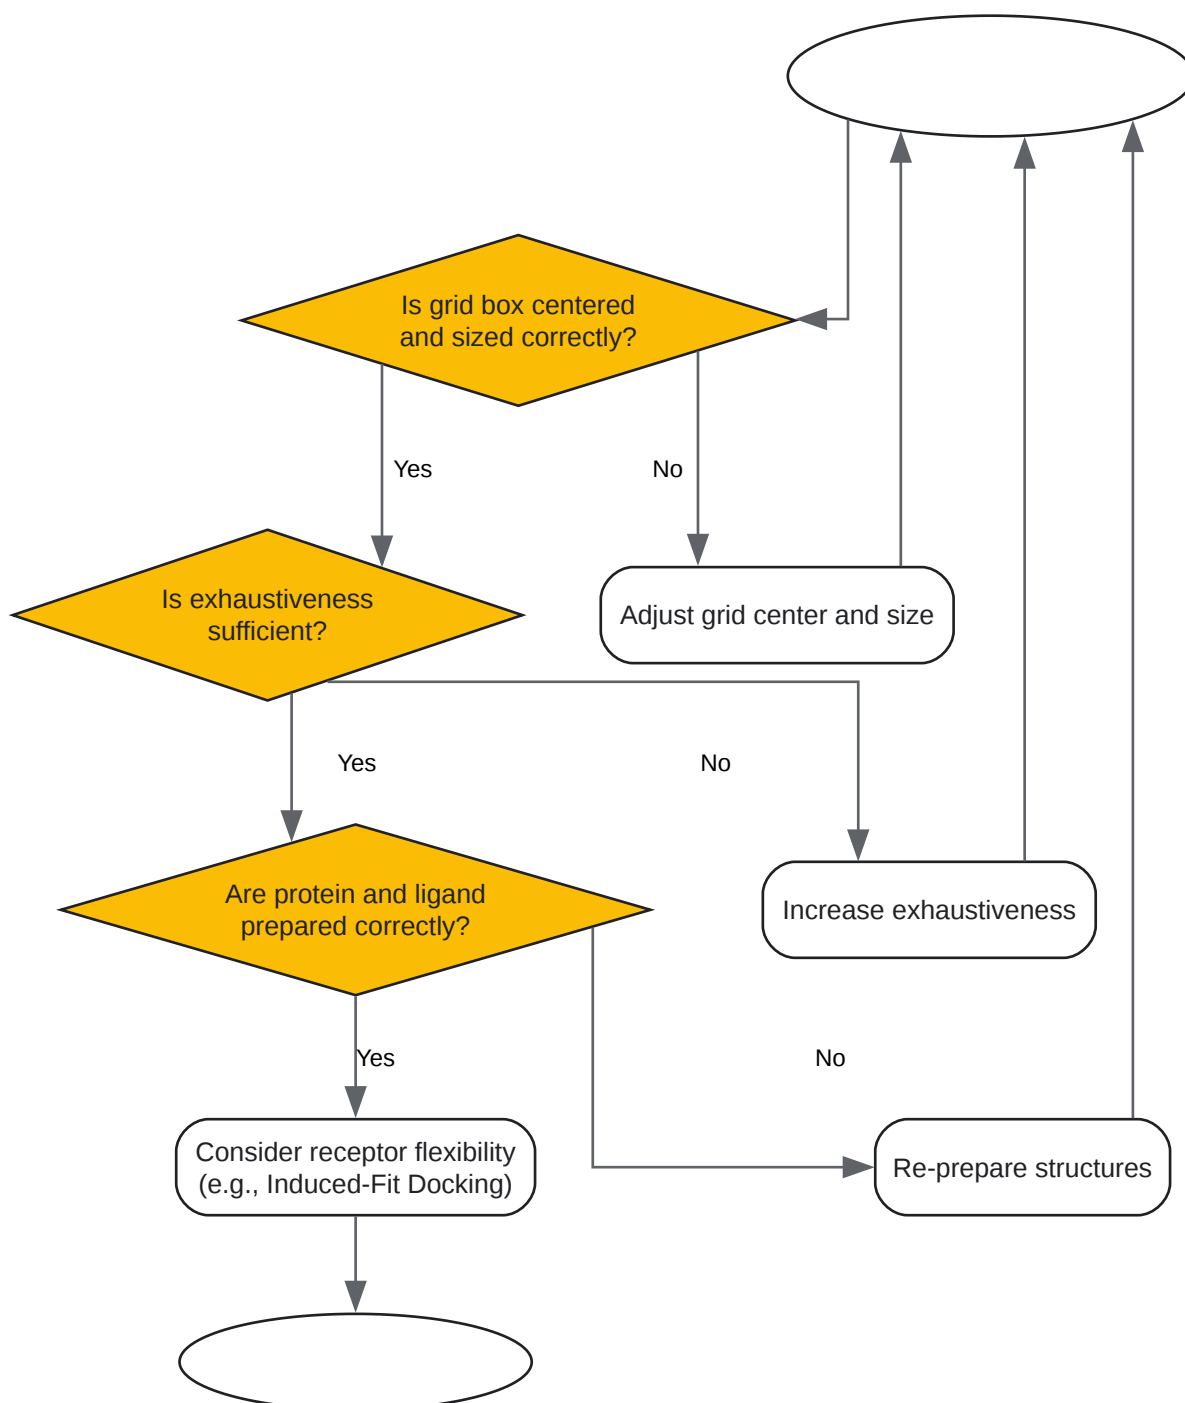 Is grid box centered
and sized correctly?
Yes
No
Is exhaustiveness
sufficient?
Adjust grid center and size
Yes
No
Are protein and ligand
prepared correctly?
Increase exhaustiveness
Yes
No
Consider receptor flexibility
(e.g., Induced-Fit Docking)
Re-prepare structures